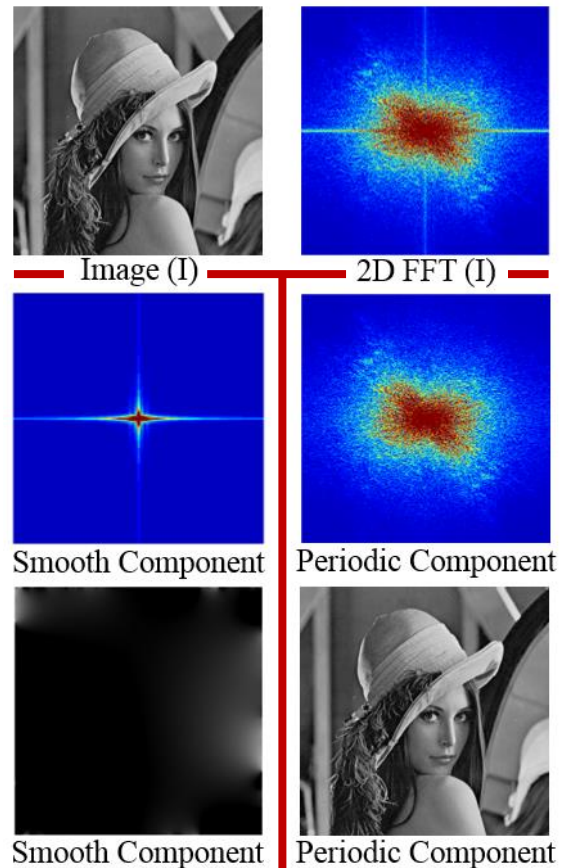 Image (I)
2D FFT (I)
Smooth Component
Periodic Component
Smooth Component
Periodic Component